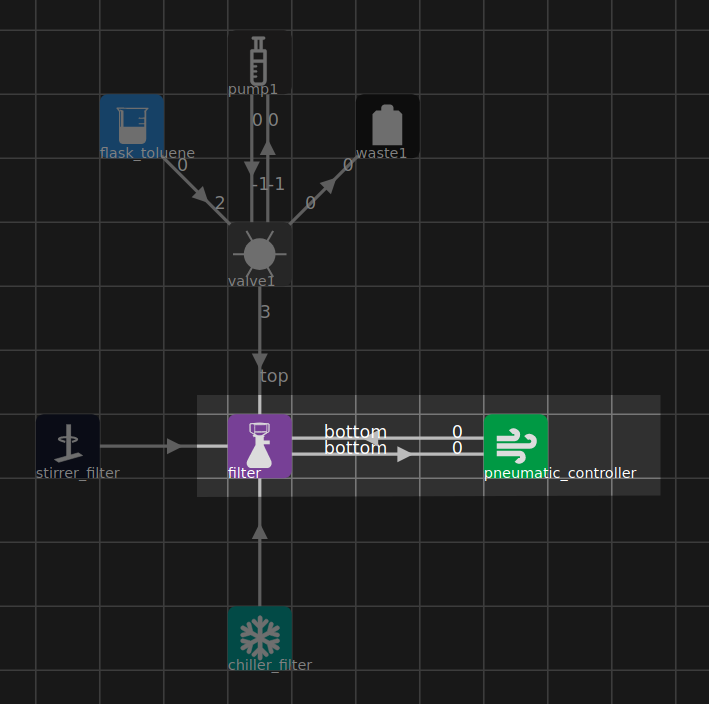 pump1
0 0
flask_toluene
waste1
0
0
-1 -1
2
0
valve1
3
top
bottom
0
bottom
0
stirrer_filter
filter
pneumatic_controller
chiller_filter